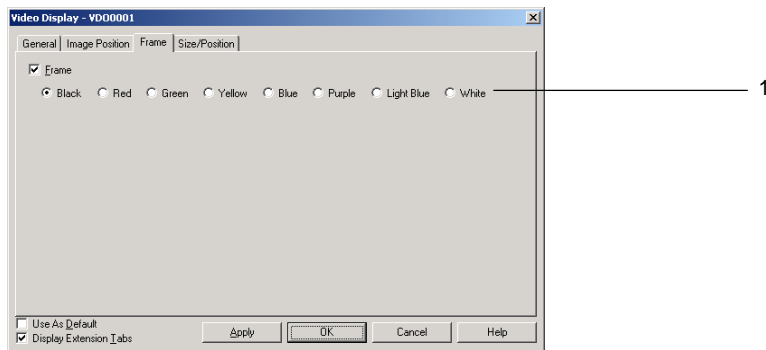 Video Display - VD00001
General Image Position Frame Size/Position
Frame
Black Red Green Yellow Blue Purple Light Blue White
1
Use As Default
Display Extension Tabs
Apply OK Cancel Help